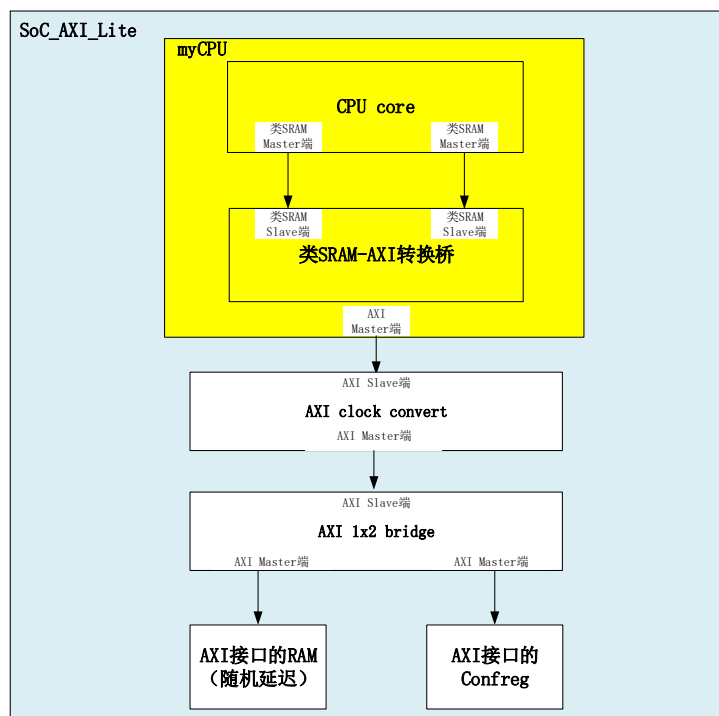 SoC_AXI_Lite
myCPU
CPU core
类SRAM
Master端
类SRAM
Master端
类SRAM
Slave端
类SRAM
Slave端
类SRAM-AXI转换桥
AXI
Master端
AXI Slave端
AXI clock convert
AXI Master端
AXI Slave端
AXI 1x2 bridge
AXI Master端
AXI Master端
AXI接口的RAM
（随机延迟）
AXI接口的
Confreg